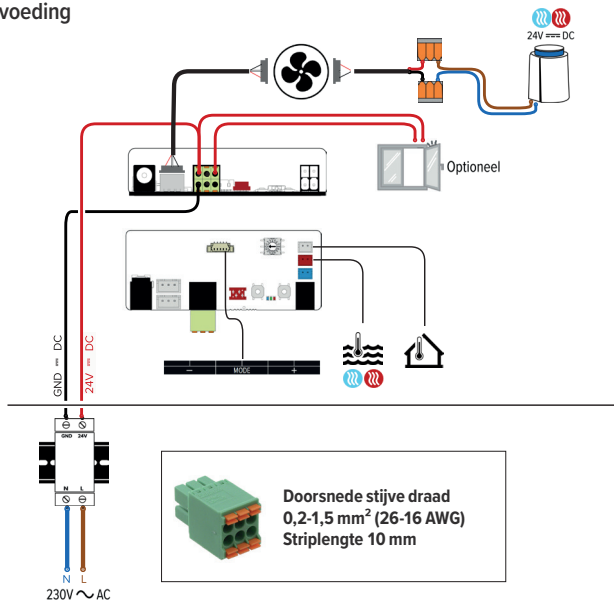 voeding
24V ⎓ DC
Optioneel
GND ⎓ DC
24V ⎓ DC
− MODE +
GND 24V
N L
N L
230V ∼ AC
Doorsnede stijve draad
0,2-1,5 mm² (26-16 AWG)
Striplengte 10 mm